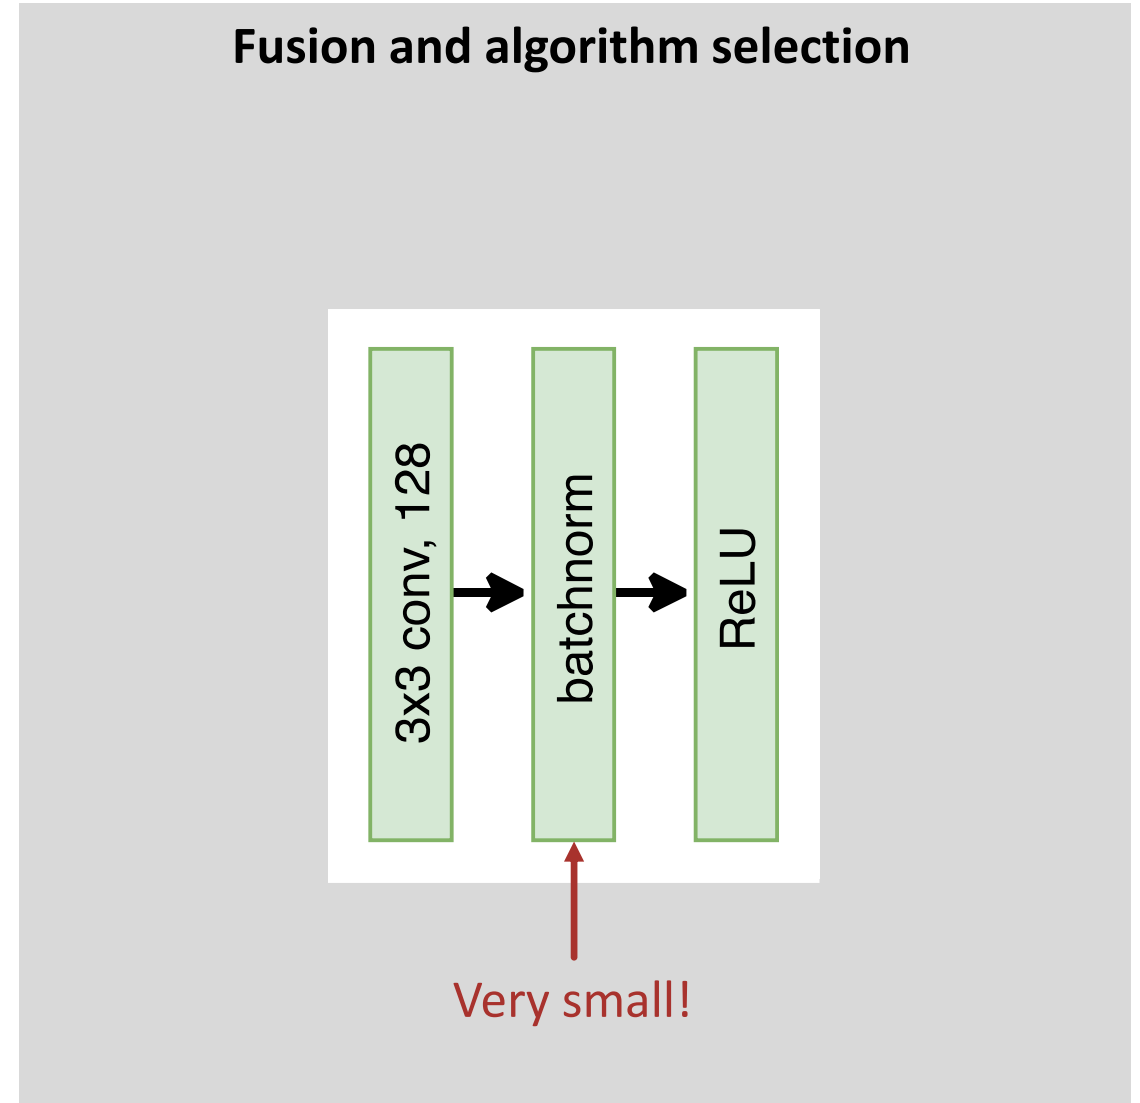 Fusion and algorithm selection
3x3 conv, 128
batchnorm
ReLU
Very small!